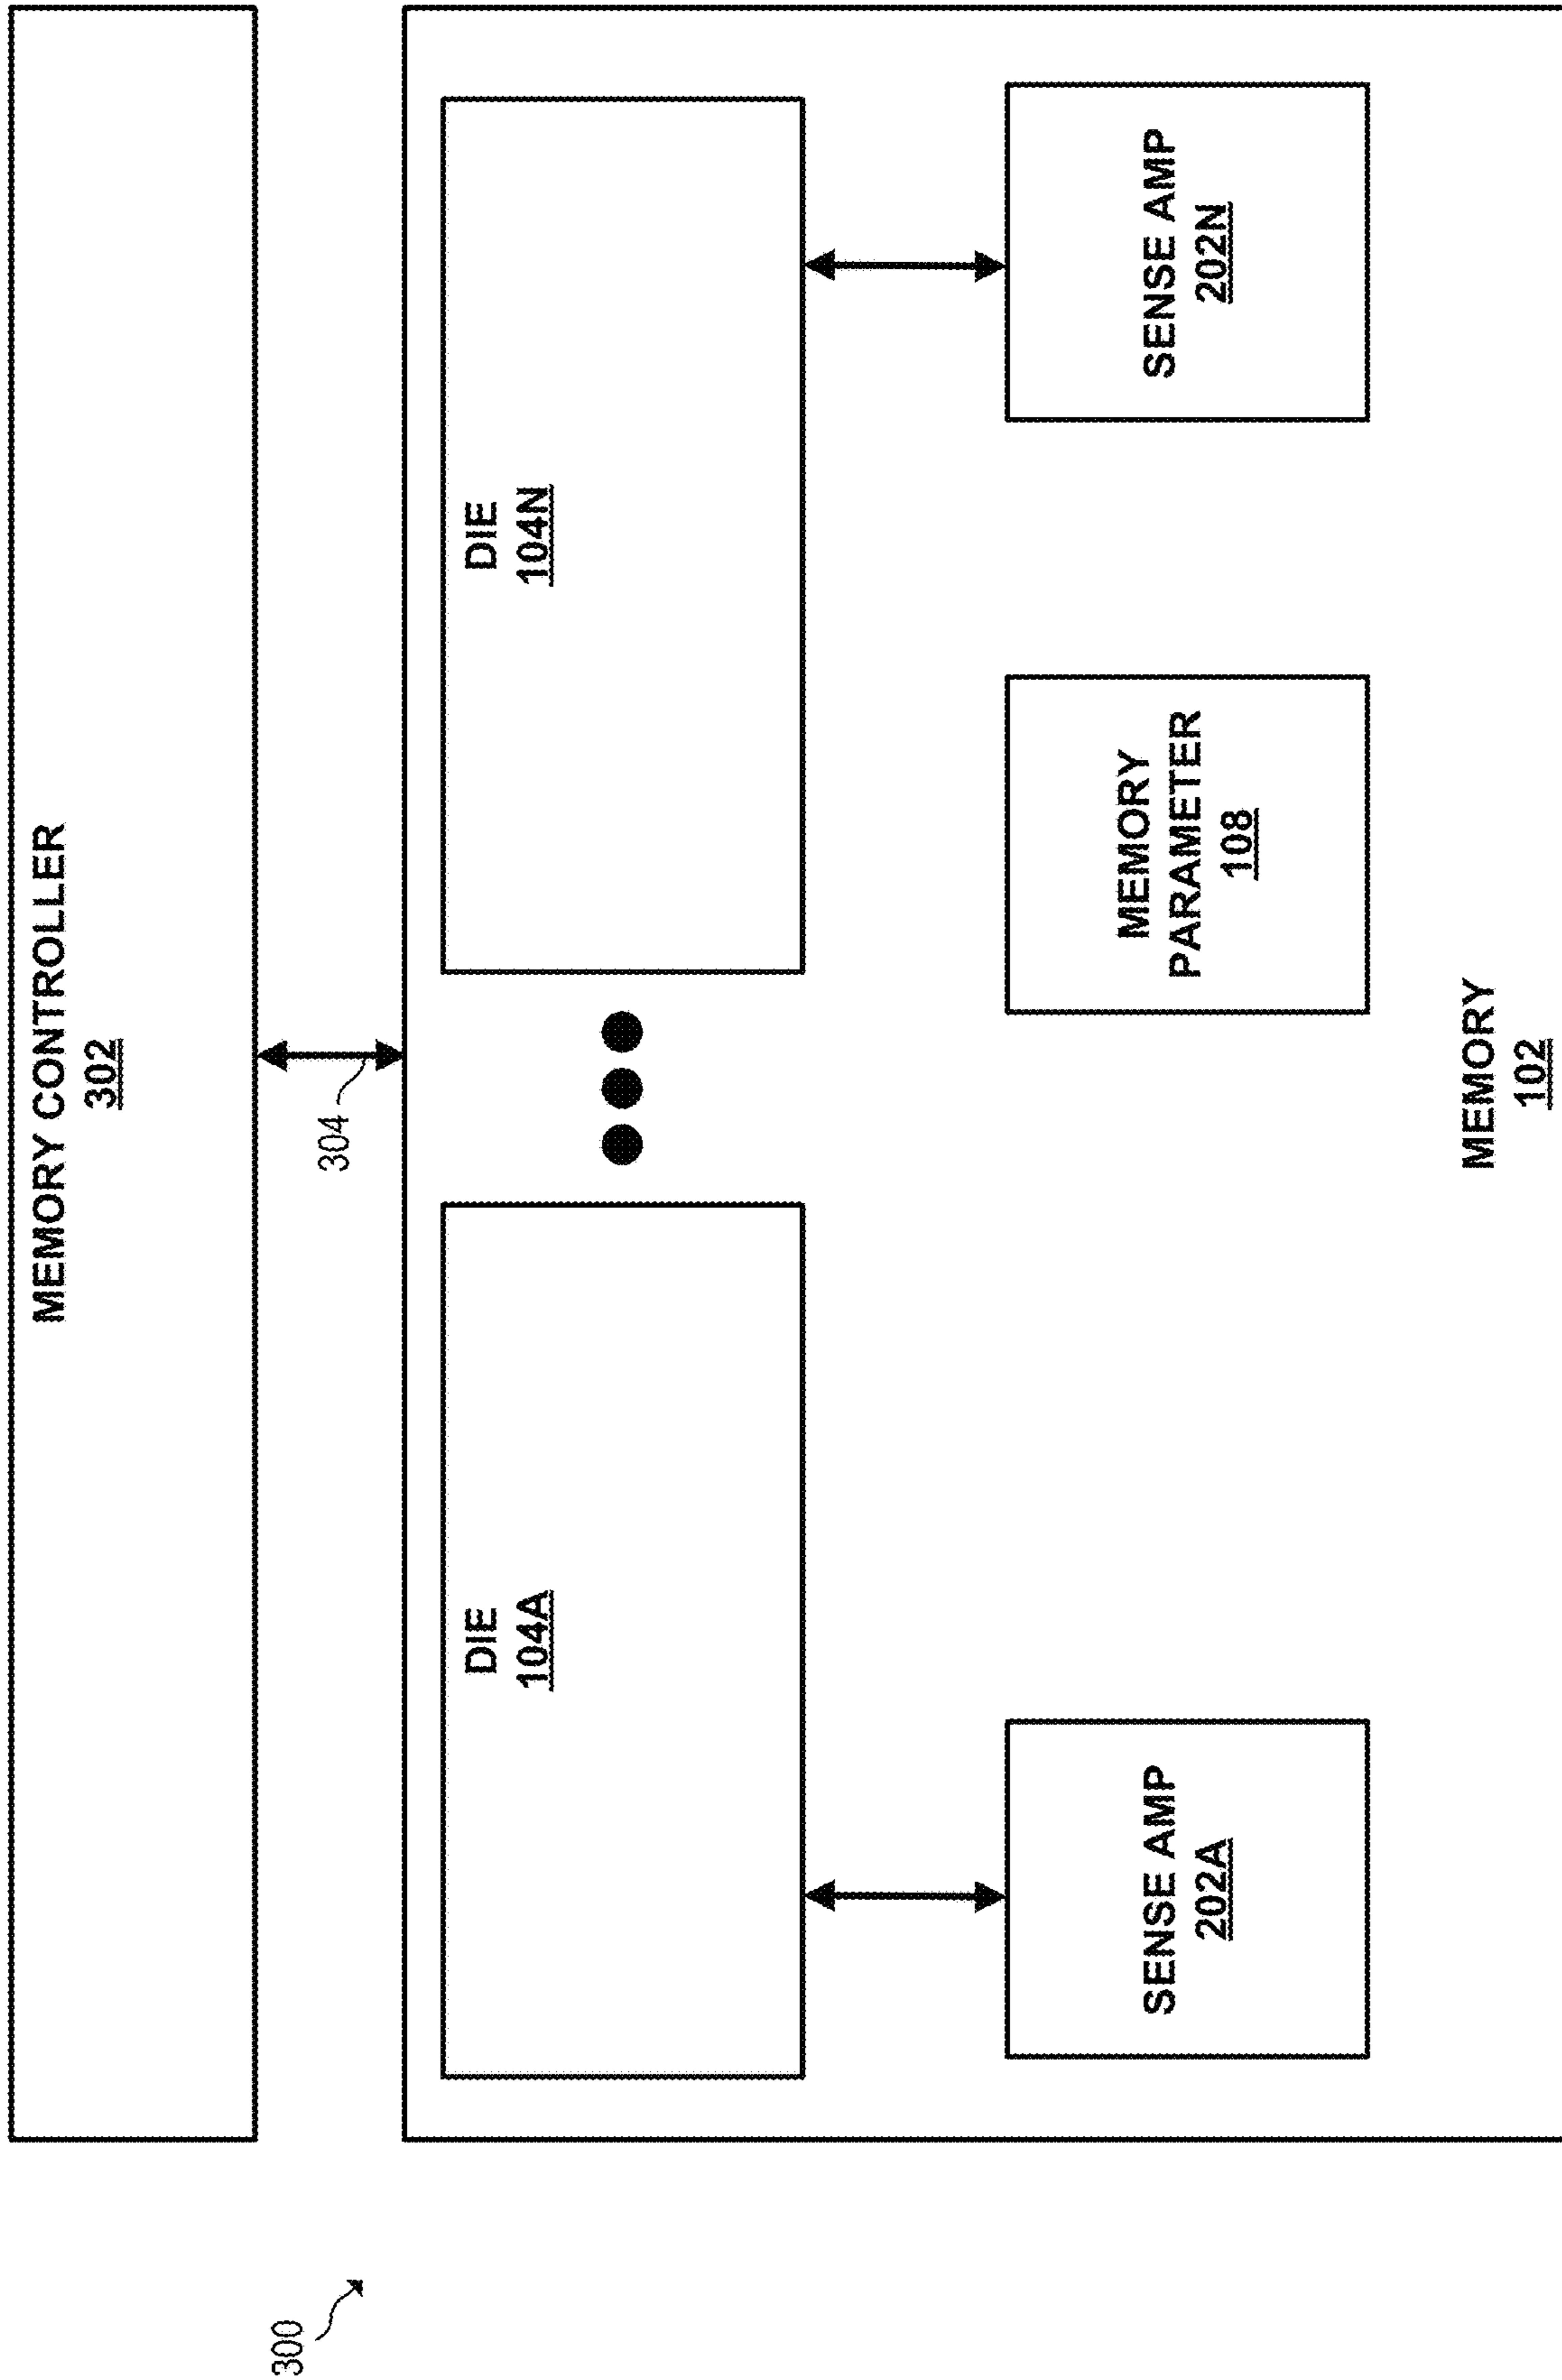 300
MEMORY CONTROLLER
302
304
DIE
104A
DIE
104N
SENSE AMP
202A
MEMORY
PARAMETER
108
SENSE AMP
202N
MEMORY
102